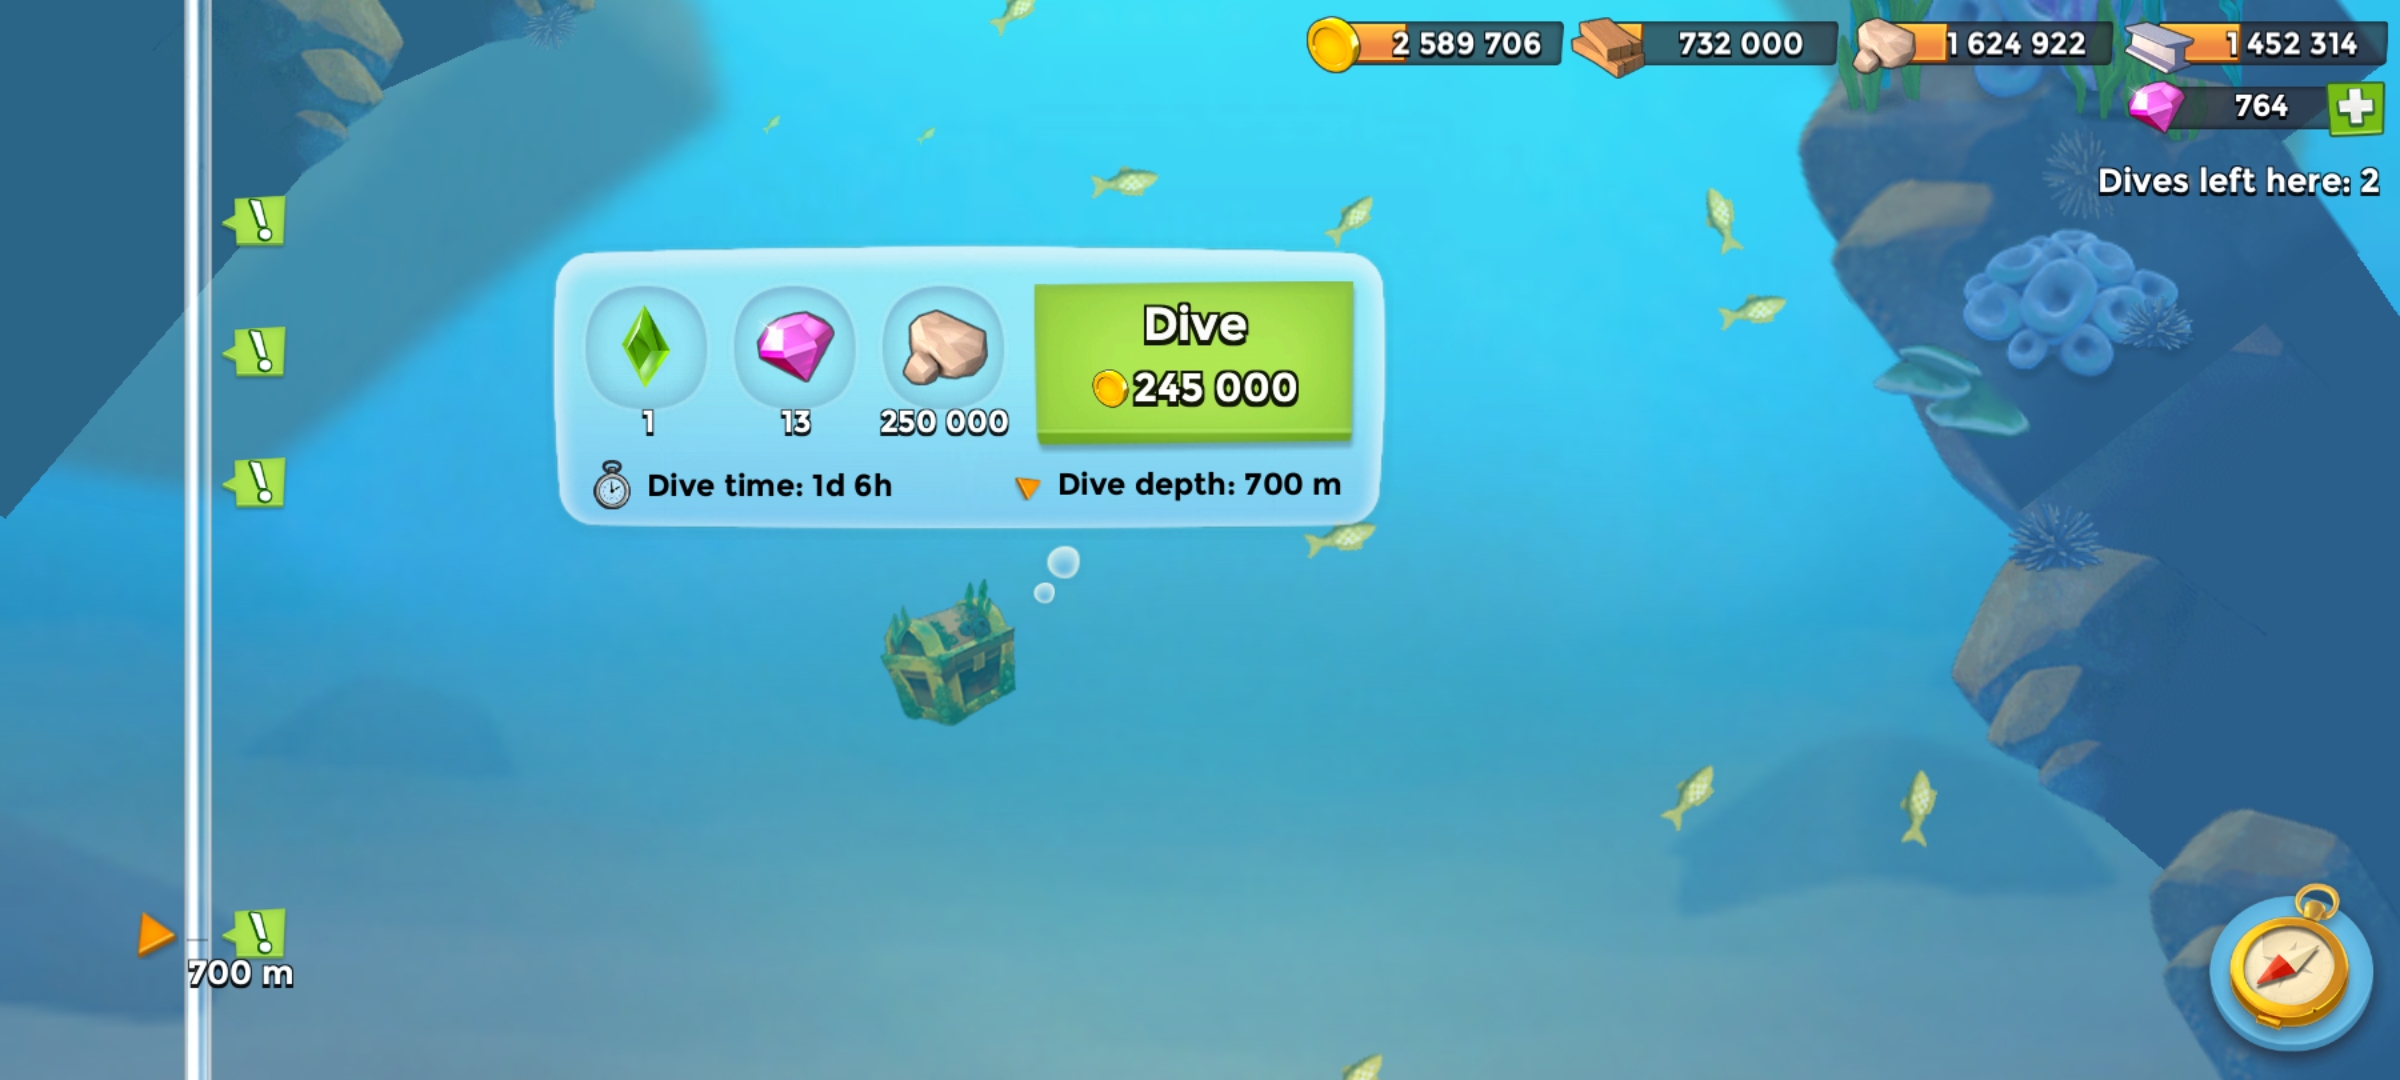 2 589 706
732 000
1 624 922
1 452 314
764
Dives left here: 2
Dive
245 000
1
13
250 000
Dive time: 1d 6h
Dive depth: 700 m
!
!
!
!
700 m